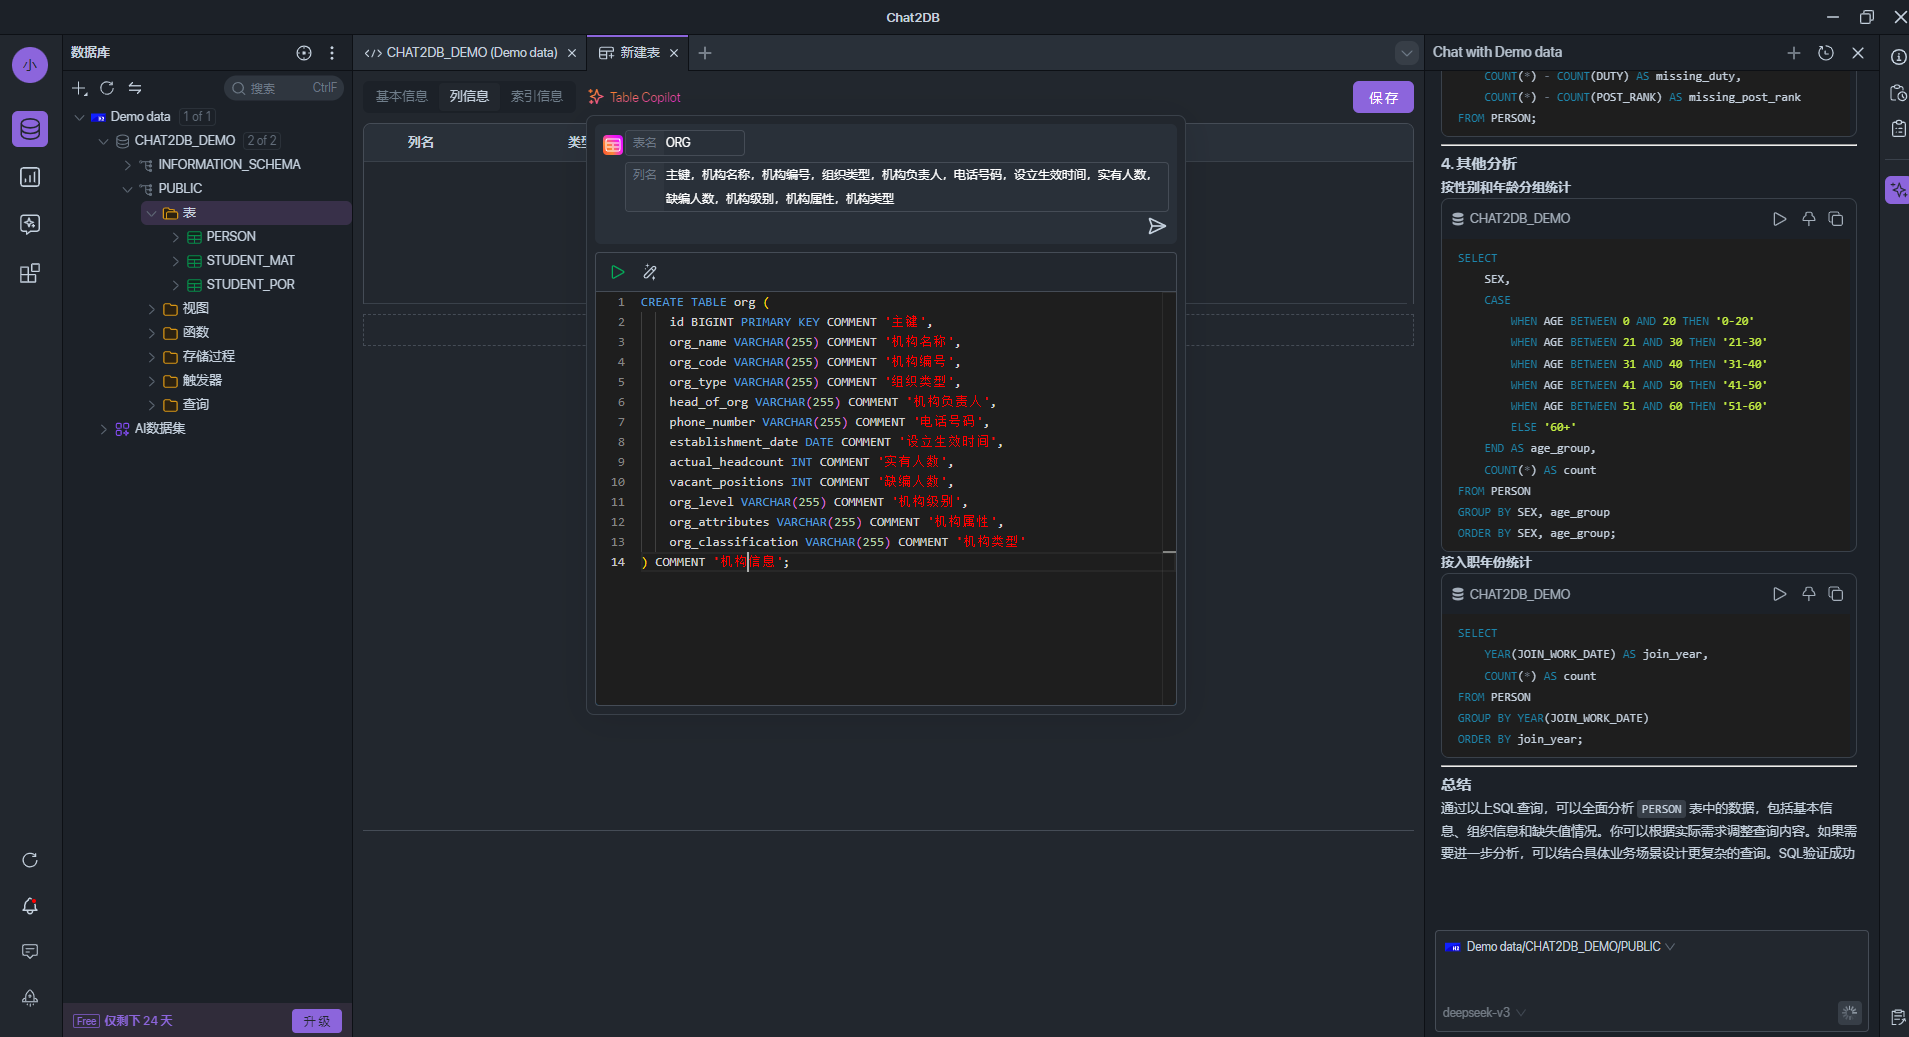 Chat2DB
小
数据库
搜索 CtrlF
Demo data 1 of 1
CHAT2DB_DEMO 2 of 2
INFORMATION_SCHEMA
PUBLIC
表
PERSON
STUDENT_MAT
STUDENT_POR
视图
函数
存储过程
触发器
查询
AI数据集
Free 仅剩下 24 天
升级
</> CHAT2DB_DEMO (Demo data)
新建表
基本信息 列信息 索引信息 Table Copilot
保存
列名 类型
表名 ORG
列名 主键，机构名称，机构编号，组织类型，机构负责人，电话号码，设立生效时间，实有人数，
缺编人数，机构级别，机构属性，机构类型
1 CREATE TABLE org (
2 id BIGINT PRIMARY KEY COMMENT '主键',
3 org_name VARCHAR(255) COMMENT '机构名称',
4 org_code VARCHAR(255) COMMENT '机构编号',
5 org_type VARCHAR(255) COMMENT '组织类型',
6 head_of_org VARCHAR(255) COMMENT '机构负责人',
7 phone_number VARCHAR(255) COMMENT '电话号码',
8 establishment_date DATE COMMENT '设立生效时间',
9 actual_headcount INT COMMENT '实有人数',
10 vacant_positions INT COMMENT '缺编人数',
11 org_level VARCHAR(255) COMMENT '机构级别',
12 org_attributes VARCHAR(255) COMMENT '机构属性',
13 org_classification VARCHAR(255) COMMENT '机构类型'
14 ) COMMENT '机构信息';
Chat with Demo data
COUNT(*) - COUNT(DUTY) AS missing_duty,
COUNT(*) - COUNT(POST_RANK) AS missing_post_rank
FROM PERSON;
4. 其他分析
按性别和年龄分组统计
CHAT2DB_DEMO
SELECT
SEX,
CASE
WHEN AGE BETWEEN 0 AND 20 THEN '0-20'
WHEN AGE BETWEEN 21 AND 30 THEN '21-30'
WHEN AGE BETWEEN 31 AND 40 THEN '31-40'
WHEN AGE BETWEEN 41 AND 50 THEN '41-50'
WHEN AGE BETWEEN 51 AND 60 THEN '51-60'
ELSE '60+'
END AS age_group,
COUNT(*) AS count
FROM PERSON
GROUP BY SEX, age_group
ORDER BY SEX, age_group;
按入职年份统计
CHAT2DB_DEMO
SELECT
YEAR(JOIN_WORK_DATE) AS join_year,
COUNT(*) AS count
FROM PERSON
GROUP BY YEAR(JOIN_WORK_DATE)
ORDER BY join_year;
总结
通过以上SQL查询，可以全面分析 PERSON 表中的数据，包括基本信
息、组织信息和缺失值情况。你可以根据实际需求调整查询内容。如果需
要进一步分析，可以结合具体业务场景设计更复杂的查询。SQL验证成功
Demo data/CHAT2DB_DEMO/PUBLIC
deepseek-v3